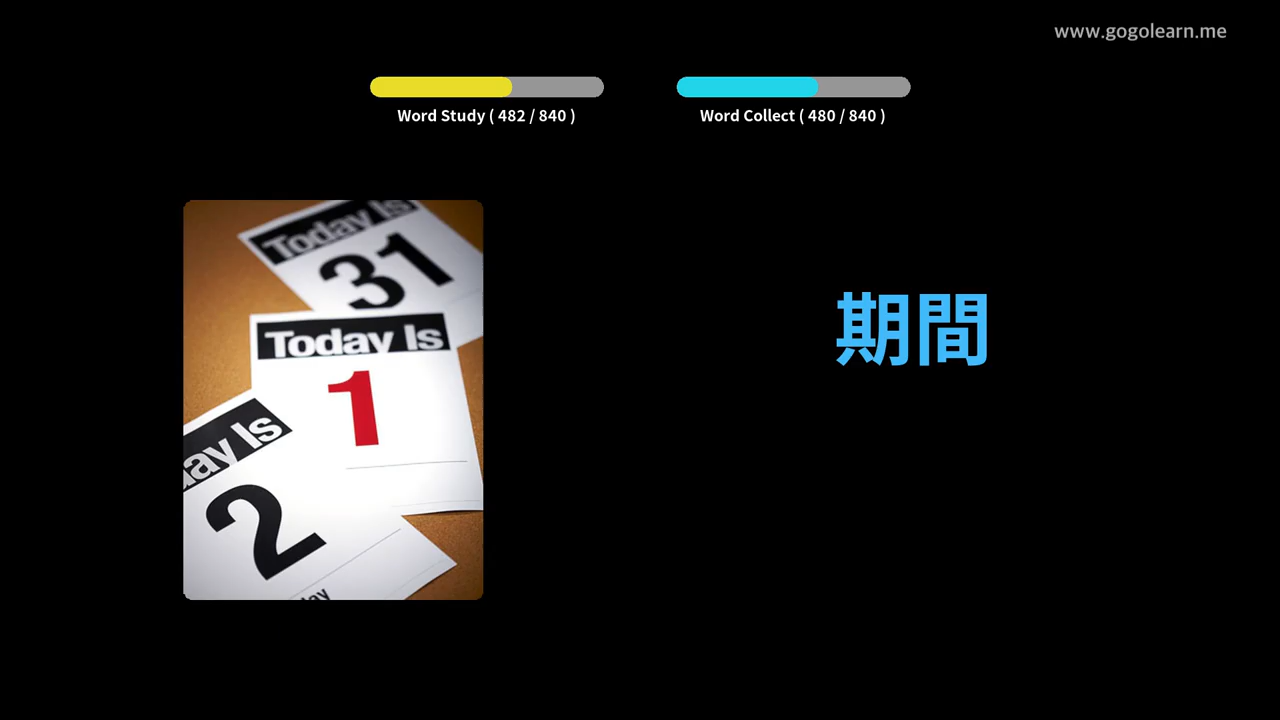 www.gogolearn.me
Word Study ( 482 / 840 )
Word Collect ( 480 / 840 )
Today Is
31
Today Is
1
ay Is
2
day
期間